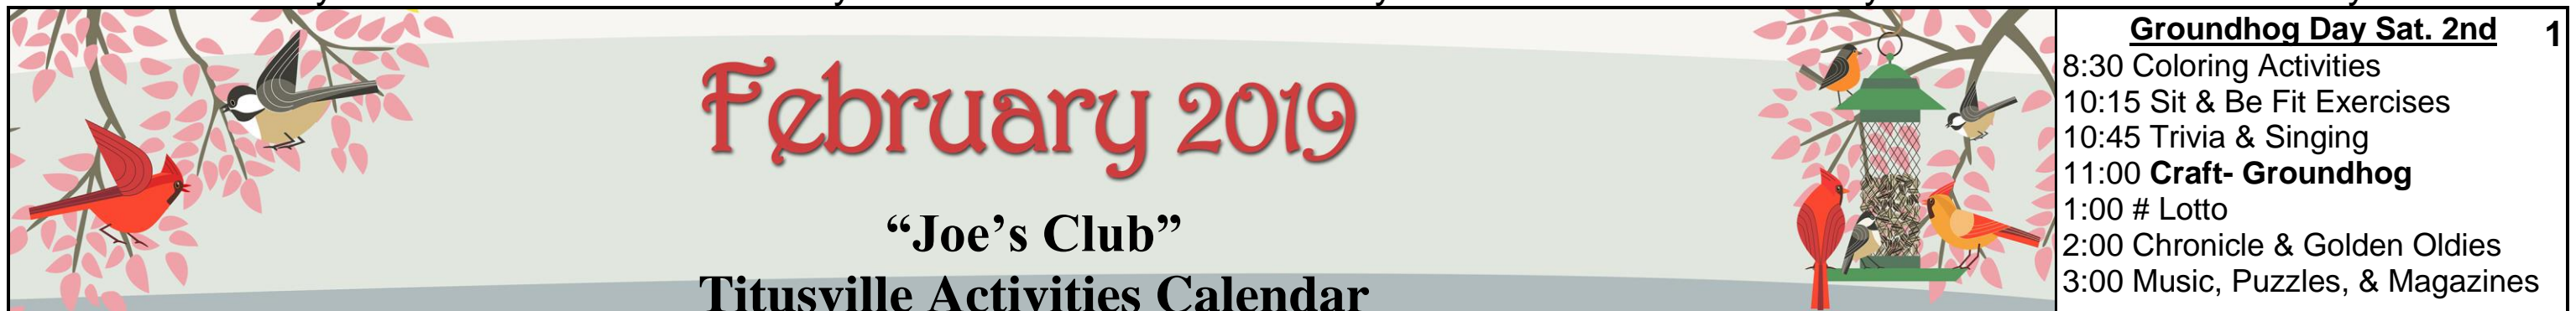 February 2019
“Joe’s Club”
Titusville Activities Calendar
Groundhog Day Sat. 2nd 1
8:30 Coloring Activities
10:15 Sit & Be Fit Exercises
10:45 Trivia & Singing
11:00 Craft- Groundhog
1:00 # Lotto
2:00 Chronicle & Golden Oldies
3:00 Music, Puzzles, & Magazines